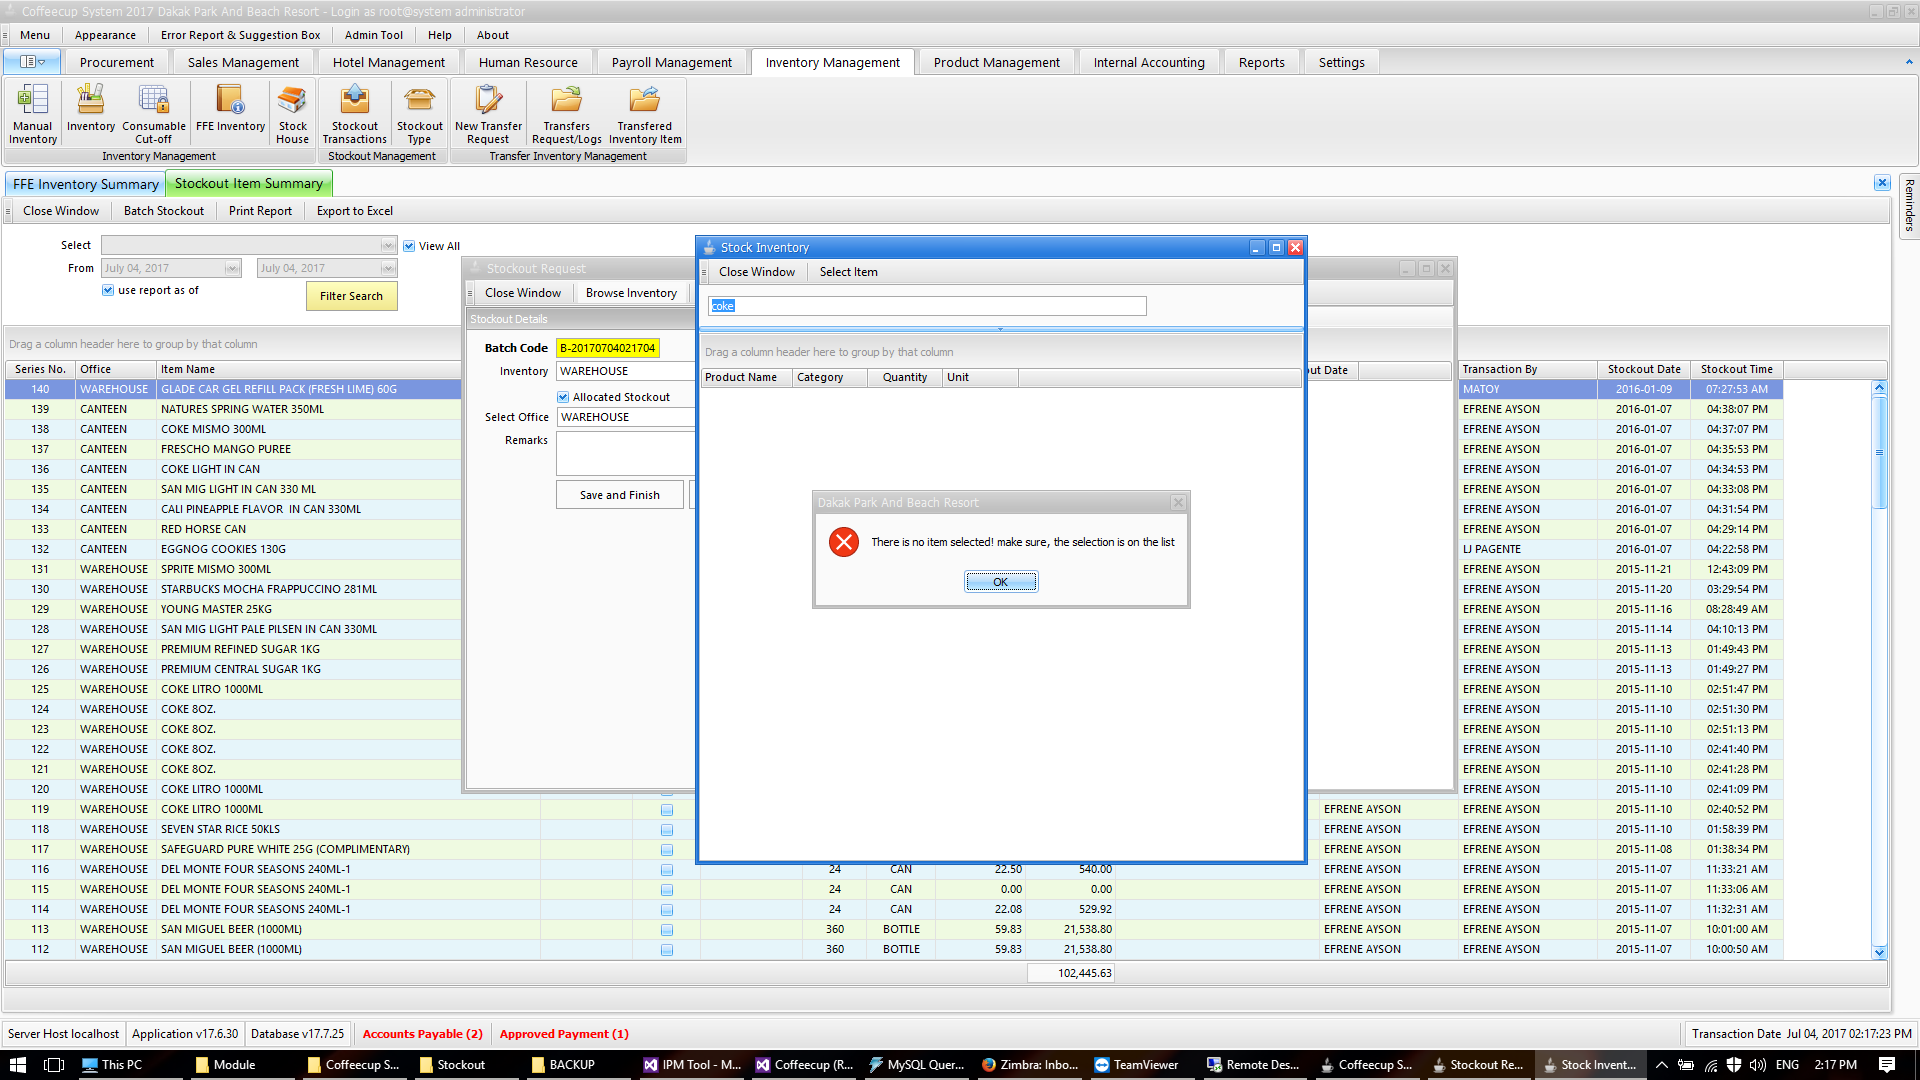 Coffeecup System 2017 Dakak Park And Beach Resort - Login as root@system administrator
Menu Appearance Error Report & Suggestion Box Admin Tool Help About
Procurement Sales Management Hotel Management Human Resource Payroll Management Inventory Management Product Management Internal Accounting Reports Settings
Manual Inventory Inventory Consumable Cut-off FFE Inventory Stock House Stockout Transactions Stockout Type New Transfer Request Transfers Request/Logs Transfered Inventory Item
Inventory Management Stockout Management Transfer Inventory Management
FFE Inventory Summary Stockout Item Summary
Reminders
Close Window Batch Stockout Print Report Export to Excel
Select View All
From July 04, 2017 July 04, 2017
use report as of
Filter Search
Drag a column header here to group by that column
Stockout Request
Close Window Browse Inventory
Stockout Details
Batch Code B-20170704021704
Inventory WAREHOUSE
Allocated Stockout
Select Office WAREHOUSE
Remarks
Save and Finish
out Date
Stock Inventory
Close Window Select Item
coke
Drag a column header here to group by that column
Product Name Category Quantity Unit
Dakak Park And Beach Resort
There is no item selected! make sure, the selection is on the list
OK
Series No. Office Item Name Transaction By Stockout Date Stockout Time
140 WAREHOUSE GLADE CAR GEL REFILL PACK (FRESH LIME) 60G MATOY 2016-01-09 07:27:53 AM
139 CANTEEN NATURES SPRING WATER 350ML EFRENE AYSON 2016-01-07 04:38:07 PM
138 CANTEEN COKE MISMO 300ML EFRENE AYSON 2016-01-07 04:37:07 PM
137 CANTEEN FRESCHO MANGO PUREE EFRENE AYSON 2016-01-07 04:35:53 PM
136 CANTEEN COKE LIGHT IN CAN EFRENE AYSON 2016-01-07 04:34:53 PM
135 CANTEEN SAN MIG LIGHT IN CAN 330 ML EFRENE AYSON 2016-01-07 04:33:08 PM
134 CANTEEN CALI PINEAPPLE FLAVOR IN CAN 330ML EFRENE AYSON 2016-01-07 04:31:54 PM
133 CANTEEN RED HORSE CAN EFRENE AYSON 2016-01-07 04:29:14 PM
132 CANTEEN EGGNOG COOKIES 130G LJ PAGENTE 2016-01-07 04:22:58 PM
131 WAREHOUSE SPRITE MISMO 300ML EFRENE AYSON 2015-11-21 12:43:09 PM
130 WAREHOUSE STARBUCKS MOCHA FRAPPUCCINO 281ML EFRENE AYSON 2015-11-20 03:29:54 PM
129 WAREHOUSE YOUNG MASTER 25KG EFRENE AYSON 2015-11-16 08:28:49 AM
128 WAREHOUSE SAN MIG LIGHT PALE PILSEN IN CAN 330ML EFRENE AYSON 2015-11-14 04:10:13 PM
127 WAREHOUSE PREMIUM REFINED SUGAR 1KG EFRENE AYSON 2015-11-13 01:49:43 PM
126 WAREHOUSE PREMIUM CENTRAL SUGAR 1KG EFRENE AYSON 2015-11-13 01:49:27 PM
125 WAREHOUSE COKE LITRO 1000ML EFRENE AYSON 2015-11-10 02:51:47 PM
124 WAREHOUSE COKE 8OZ. EFRENE AYSON 2015-11-10 02:51:30 PM
123 WAREHOUSE COKE 8OZ. EFRENE AYSON 2015-11-10 02:51:13 PM
122 WAREHOUSE COKE 8OZ. EFRENE AYSON 2015-11-10 02:41:40 PM
121 WAREHOUSE COKE 8OZ. EFRENE AYSON 2015-11-10 02:41:28 PM
120 WAREHOUSE COKE LITRO 1000ML EFRENE AYSON 2015-11-10 02:41:09 PM
119 WAREHOUSE COKE LITRO 1000ML EFRENE AYSON EFRENE AYSON 2015-11-10 02:40:52 PM
118 WAREHOUSE SEVEN STAR RICE 50KLS EFRENE AYSON EFRENE AYSON 2015-11-10 01:58:39 PM
117 WAREHOUSE SAFEGUARD PURE WHITE 25G (COMPLIMENTARY) EFRENE AYSON EFRENE AYSON 2015-11-08 01:38:34 PM
116 WAREHOUSE DEL MONTE FOUR SEASONS 240ML-1 24 CAN 22.50 540.00 EFRENE AYSON EFRENE AYSON 2015-11-07 11:33:21 AM
115 WAREHOUSE DEL MONTE FOUR SEASONS 240ML-1 24 CAN 0.00 0.00 EFRENE AYSON EFRENE AYSON 2015-11-07 11:33:06 AM
114 WAREHOUSE DEL MONTE FOUR SEASONS 240ML-1 24 CAN 22.08 529.92 EFRENE AYSON EFRENE AYSON 2015-11-07 11:32:31 AM
113 WAREHOUSE SAN MIGUEL BEER (1000ML) 360 BOTTLE 59.83 21,538.80 EFRENE AYSON EFRENE AYSON 2015-11-07 10:01:00 AM
112 WAREHOUSE SAN MIGUEL BEER (1000ML) 360 BOTTLE 59.83 21,538.80 EFRENE AYSON EFRENE AYSON 2015-11-07 10:00:50 AM
102,445.63
Server Host localhost Application v17.6.30 Database v17.7.25 Accounts Payable (2) Approved Payment (1) Transaction Date Jul 04, 2017 02:17:23 PM
This PC Module Coffeecup S... Stockout BACKUP IPM Tool - M... Coffeecup (R... MySQL Quer... Zimbra: Inbo... TeamViewer Remote Des... Coffeecup S... Stockout Re... Stock Invent... ENG 2:17 PM